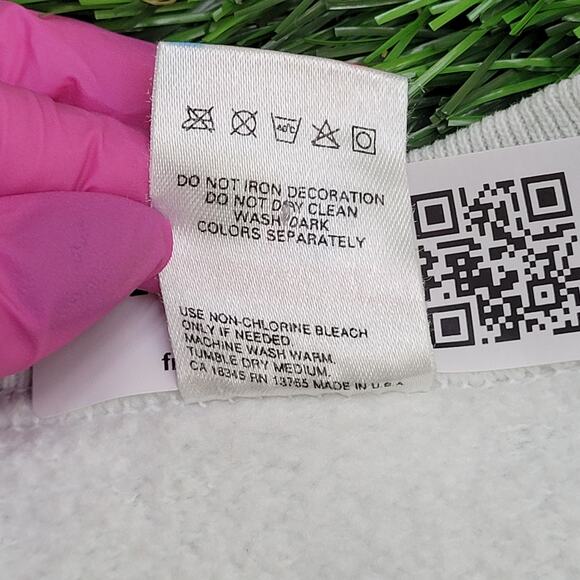 40°C
DO NOT IRON DECORATION
DO NOT DRY CLEAN
WASH DARK
COLORS SEPARATELY
USE NON-CHLORINE BLEACH
ONLY IF NEEDED.
MACHINE WASH WARM.
TUMBLE DRY MEDIUM.
CA 18345 RN 13765 MADE IN U.S.A